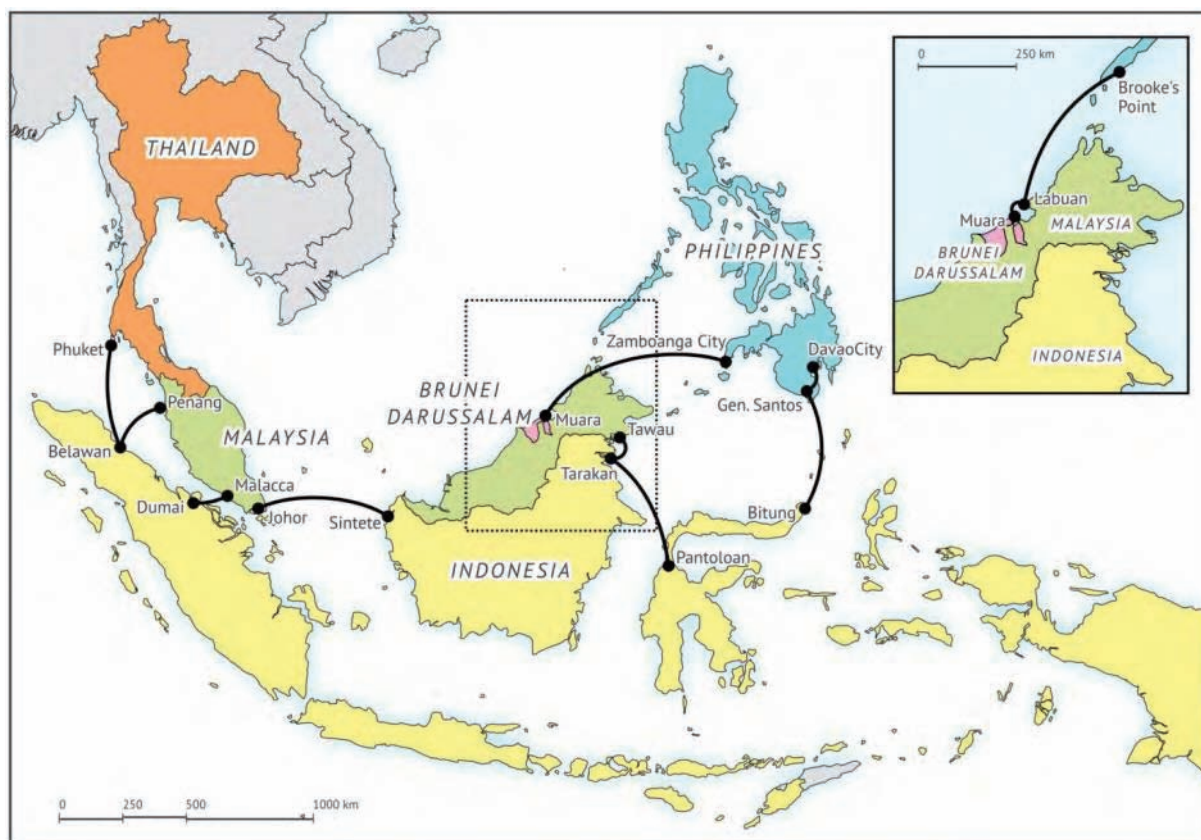 THAILAND
PHILIPPINES
Phuket
Penang
Belawan
MALAYSIA
Dumai
Malacca
Johor
Sintete
BRUNEI
DARUSSALAM
Muara
Zamboanga City
DavaoCity
Gen. Santos
Tawau
Tarakan
Bitung
Pantoloan
INDONESIA
0 250 500 1000 km
0 250 km
Brooke's
Point
Labuan
Muara
MALAYSIA
BRUNEI
DARUSSALAM
INDONESIA